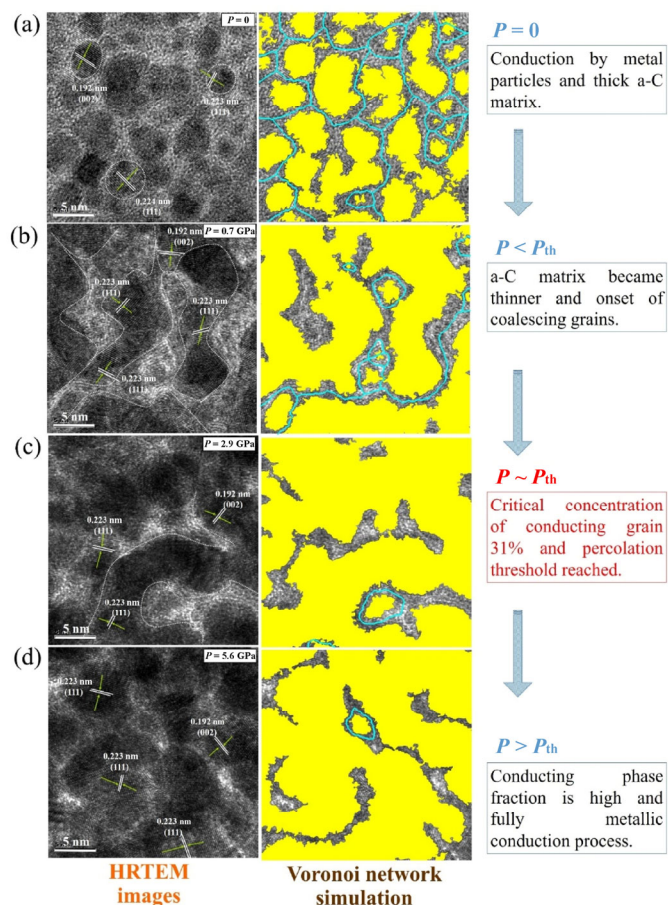 (a)
P = 0
0.192 nm
(002)
0.223 nm
(111)
0.224 nm
(111)
5 nm
P = 0
Conduction by metal
particles and thick a-C
matrix.
(b)
P = 0.7 GPa
0.192 nm
(002)
0.223 nm
(111)
0.223 nm
(111)
0.223 nm
(111)
5 nm
P < Pth
a-C matrix became
thinner and onset of
coalescing grains.
(c)
P = 2.9 GPa
0.192 nm
(002)
0.223 nm
(111)
0.223 nm
(111)
5 nm
P ~ Pth
Critical concentration
of conducting grain
31% and percolation
threshold reached.
(d)
P = 5.6 GPa
0.223 nm
(111)
0.192 nm
(002)
0.223 nm
(111)
0.223 nm
(111)
5 nm
P > Pth
Conducting phase
fraction is high and
fully metallic
conduction process.
HRTEM
images
Voronoi network
simulation